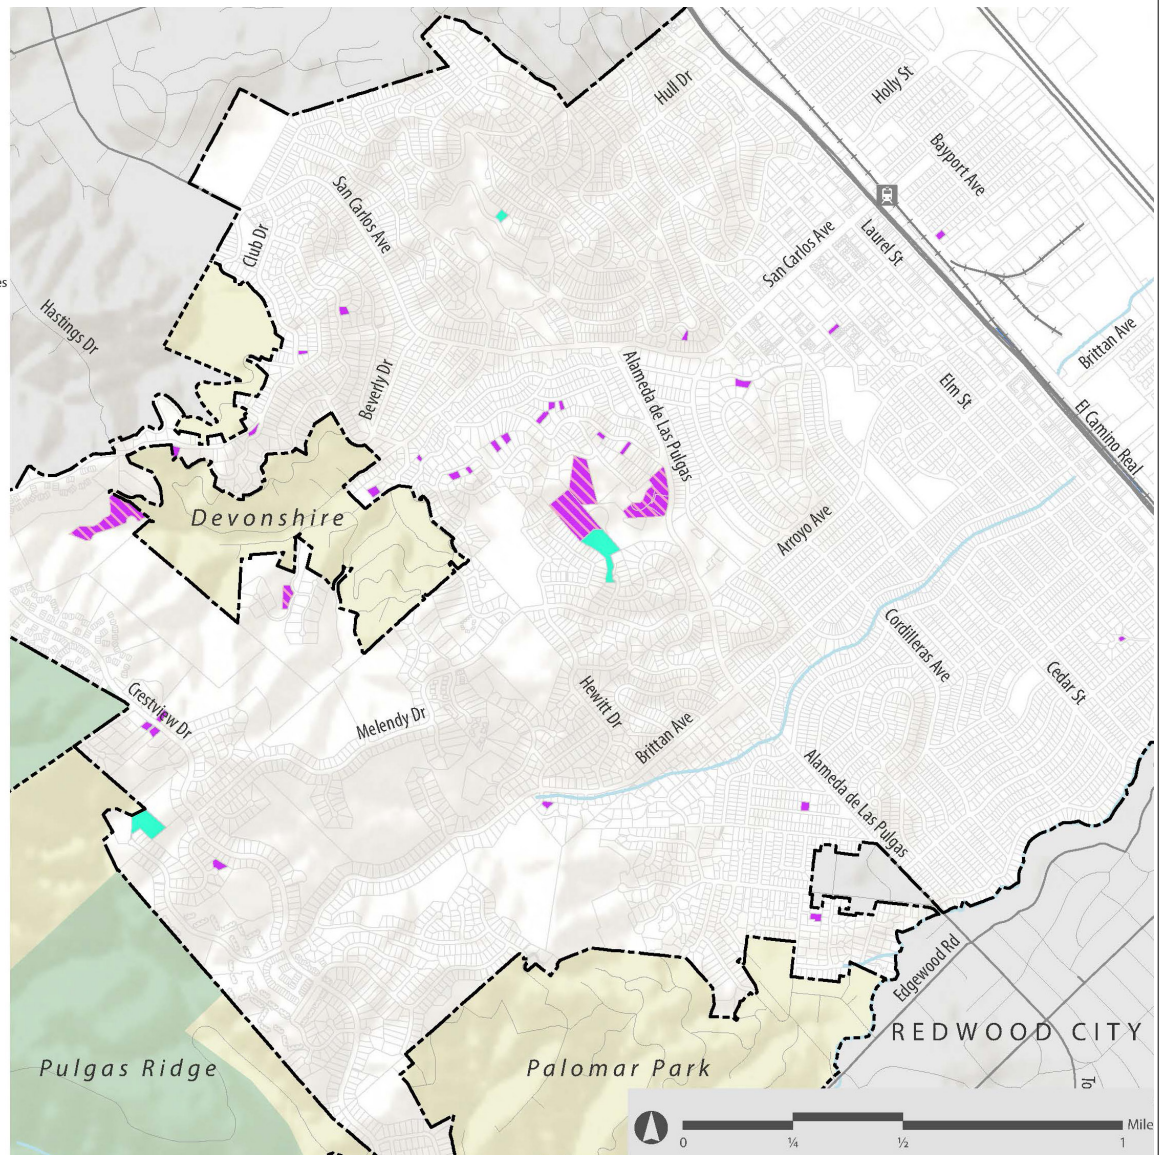 Hull Dr
Holly St
Bayport Ave
San Carlos Ave
San Carlos Ave
Laurel St
Club Dr
es
Hastings Dr
Brittan Ave
Beverly Dr
Alameda de Las Pulgas
Elm St
El Camino Real
Devonshire
Arroyo Ave
Cordilleras Ave
Cedar St
Crestview Dr
Melendy Dr
Hewitt Dr
Brittan Ave
Alameda de Las Pulgas
Edgewood Rd
REDWOOD CITY
Pulgas Ridge
Palomar Park
To
Mile
0 ¼ ½ 1